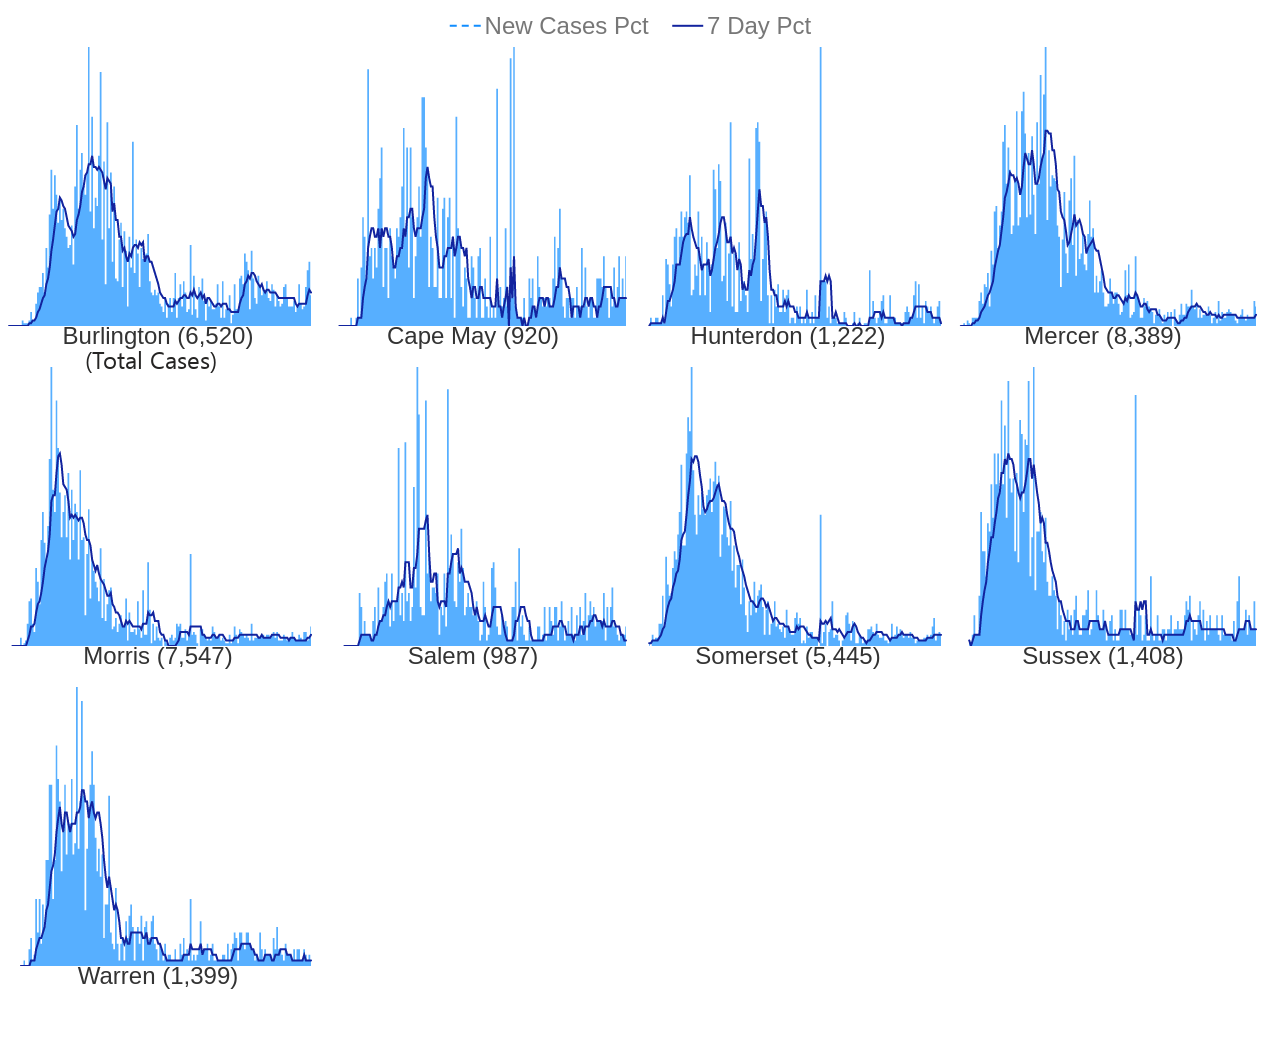 New Cases Pct 7 Day Pct
Burlington (6,520) Cape May (920) Hunterdon (1,222) Mercer (8,389)
(Total Cases)
Morris (7,547) Salem (987) Somerset (5,445) Sussex (1,408)
Warren (1,399)